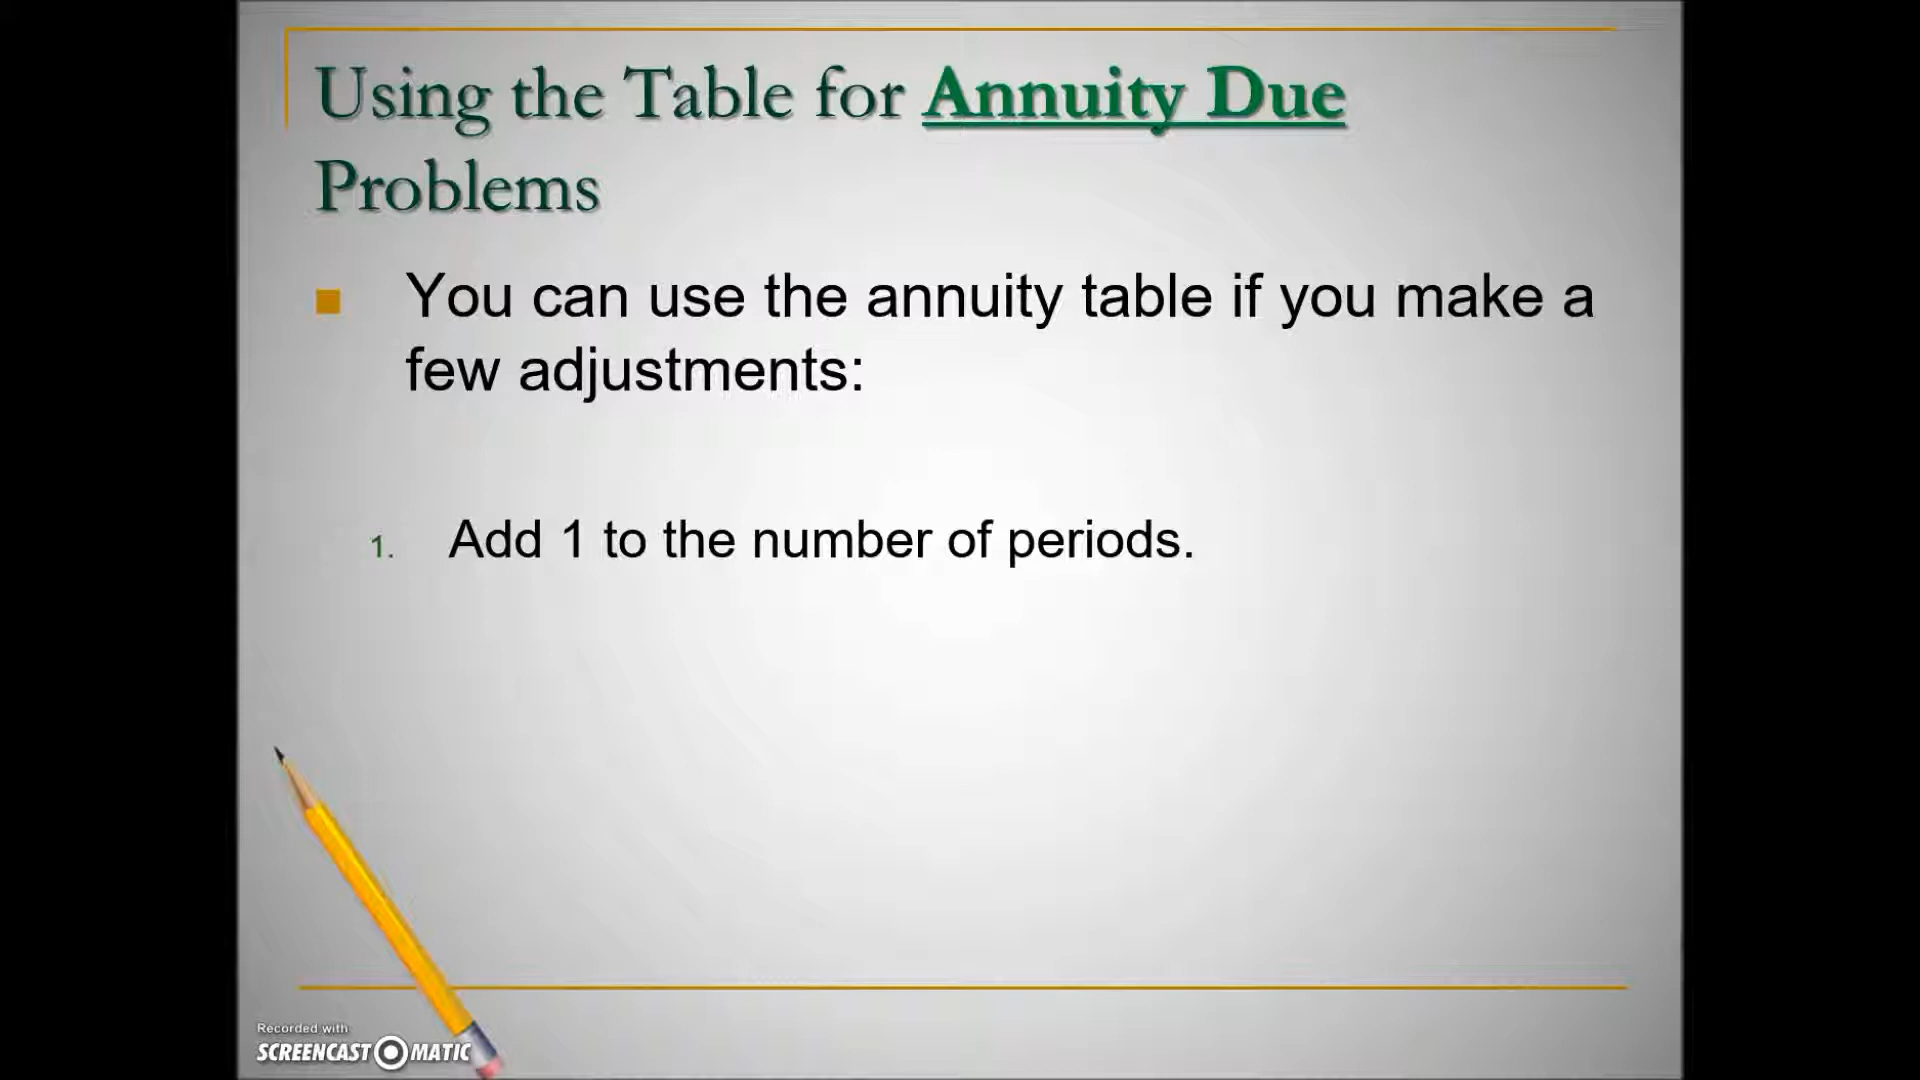 Using the Table for Annuity Due
Problems
You can use the annuity table if you make a
few adjustments:
1. Add 1 to the number of periods.
Recorded with
SCREENCAST-O-MATIC